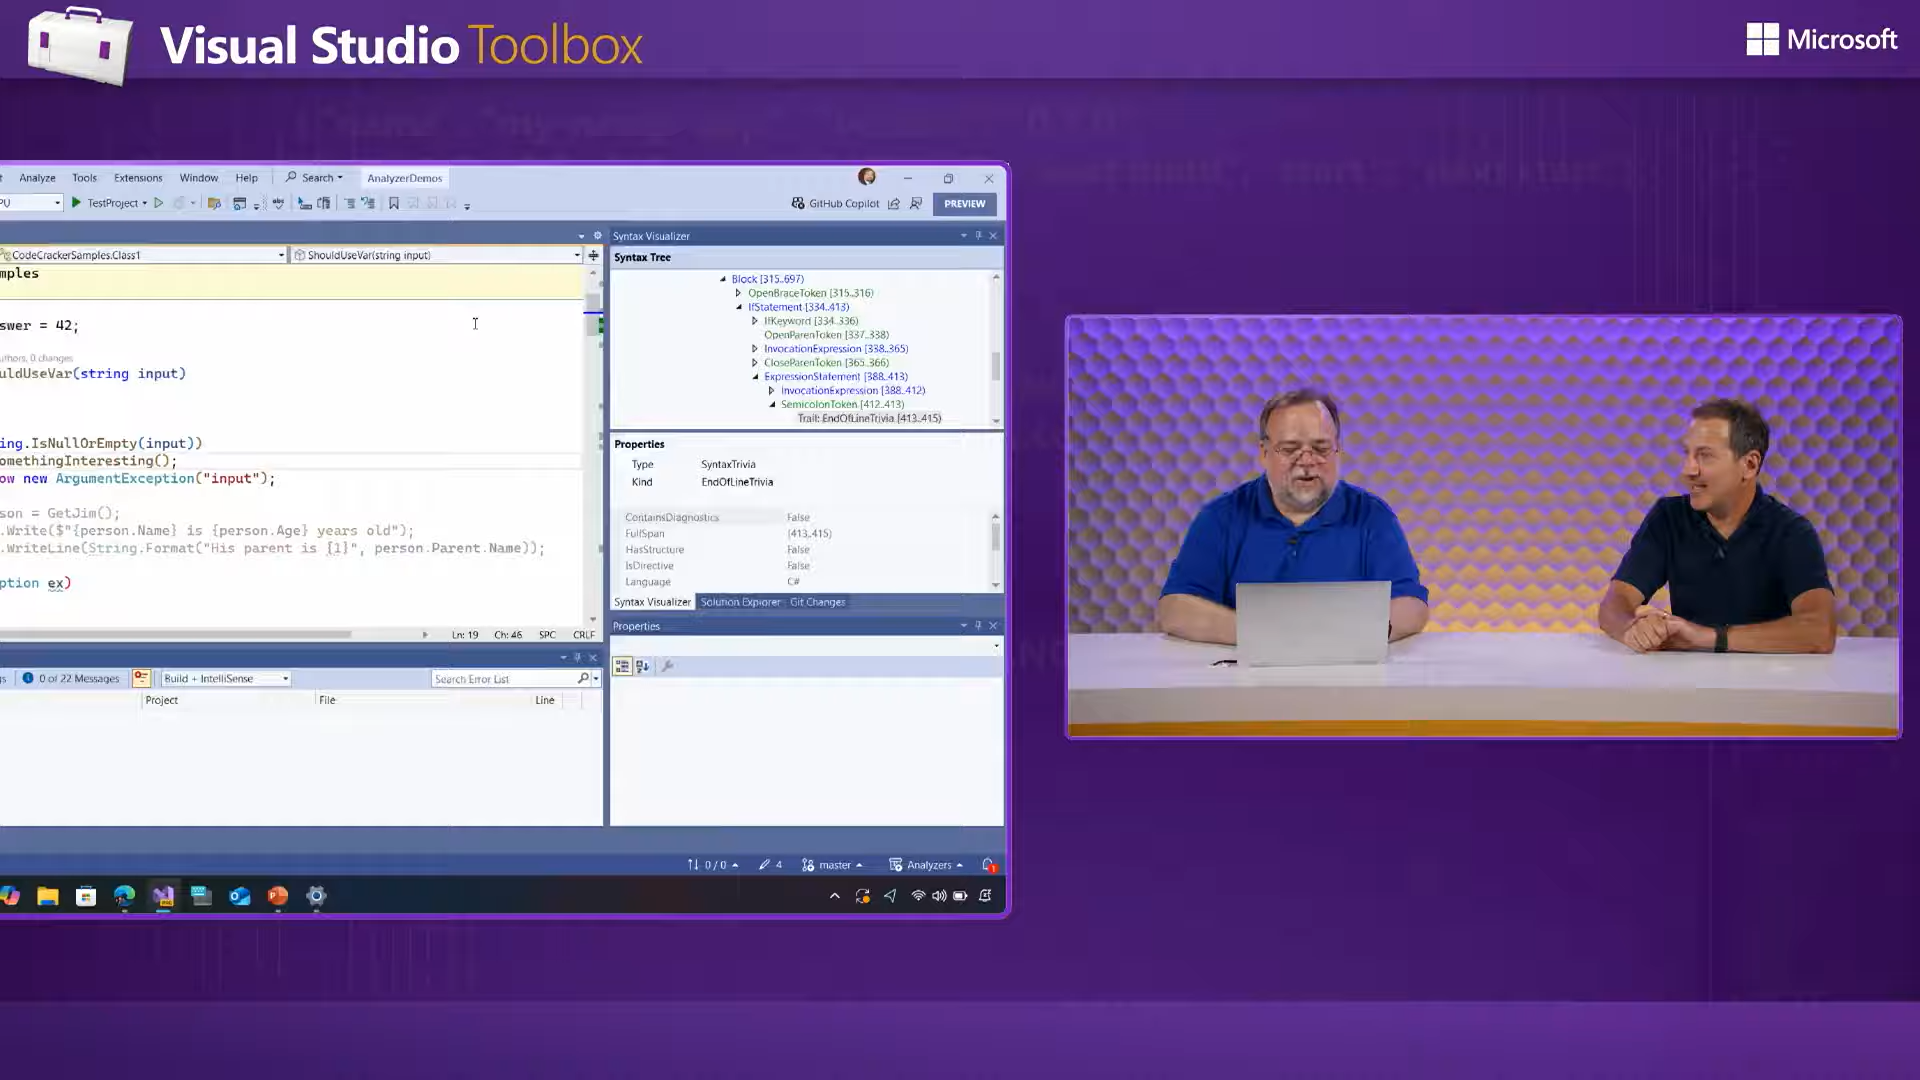 Visual Studio Toolbox
Microsoft
Analyze Tools Extensions Window Help Search AnalyzerDemos
TestProject
GitHub Copilot
PREVIEW
CodeCrackerSamples.Class1
ShouldUseVar(string input)
mples
swer = 42;
uthors, 0 changes
uldUseVar(string input)
ing.IsNullOrEmpty(input))
omethingInteresting();
ow new ArgumentException("input");
son = GetJim();
.Write($"{person.Name} is {person.Age} years old");
.WriteLine(String.Format("His parent is {1}", person.Parent.Name));
ption ex)
Ln: 19 Ch: 46 SPC CRLF
Syntax Visualizer
Syntax Tree
Block [315..697)
OpenBraceToken [315..316)
IfStatement [334..413)
IfKeyword [334..336)
OpenParenToken [337..338)
InvocationExpression [338..365)
CloseParenToken [365..366)
ExpressionStatement [388..413)
InvocationExpression [388..412)
SemicolonToken [412..413)
Trail: EndOfLineTrivia [413..415)
Properties
Type SyntaxTrivia
Kind EndOfLineTrivia
ContainsDiagnostics False
FullSpan [413..415)
HasStructure False
IsDirective False
Language C#
Syntax Visualizer Solution Explorer Git Changes
Properties
0 of 22 Messages
Build + IntelliSense
Search Error List
Project File Line
0 / 0 4 master Analyzers